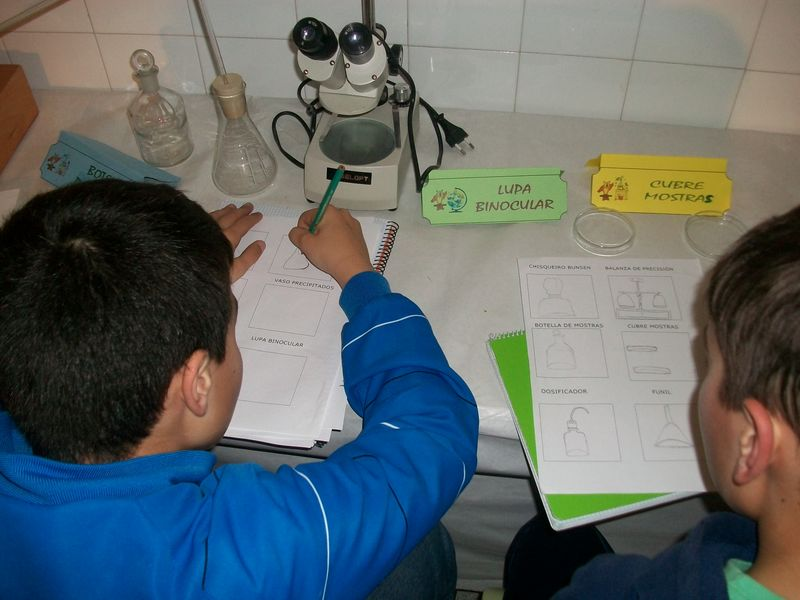 LUPA
BINOCULAR
CUBRE
MOSTRAS
VASO PRECIPITADOS
LUPA BINOCULAR
CHISQUEIRO BUNSEN
BALANZA DE PRECISIÓN
BOTELLA DE MOSTRAS
CUBRE MOSTRAS
DOSIFICADOR
FUNIL